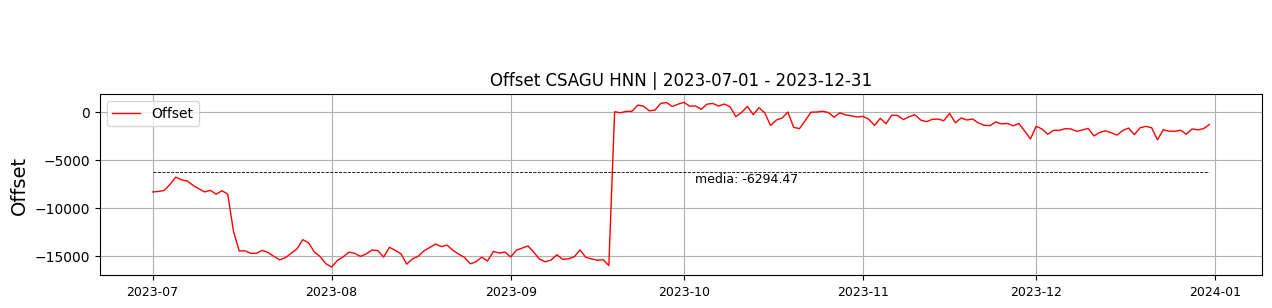 Offset CSAGU HNN | 2023-07-01 - 2023-12-31
Offset
Offset
0
−5000
−10000
−15000
media: -6294.47
2023-07
2023-08
2023-09
2023-10
2023-11
2023-12
2024-01